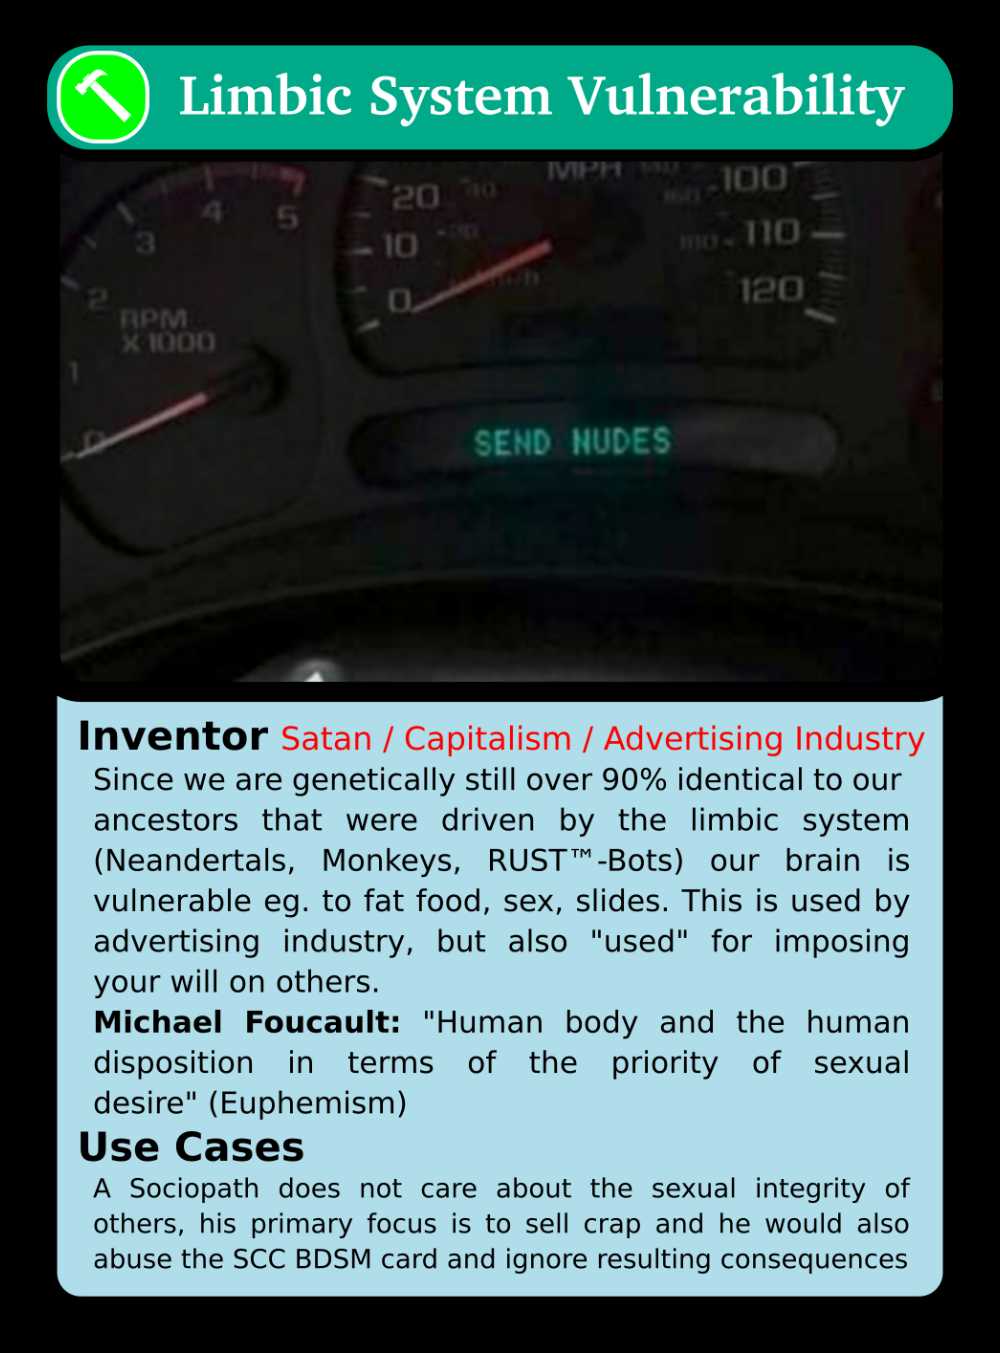 Limbic System Vulnerability
MPH
20
100
4
5
10
110
3
0
120
2
RPM
X 1000
1
0
SEND NUDES
Inventor Satan / Capitalism / Advertising Industry
Since we are genetically still over 90% identical to our
ancestors that were driven by the limbic system
(Neandertals, Monkeys, RUST™-Bots) our brain is
vulnerable eg. to fat food, sex, slides. This is used by
advertising industry, but also "used" for imposing
your will on others.
Michael Foucault: "Human body and the human
disposition in terms of the priority of sexual
desire" (Euphemism)
Use Cases
A Sociopath does not care about the sexual integrity of
others, his primary focus is to sell crap and he would also
abuse the SCC BDSM card and ignore resulting consequences